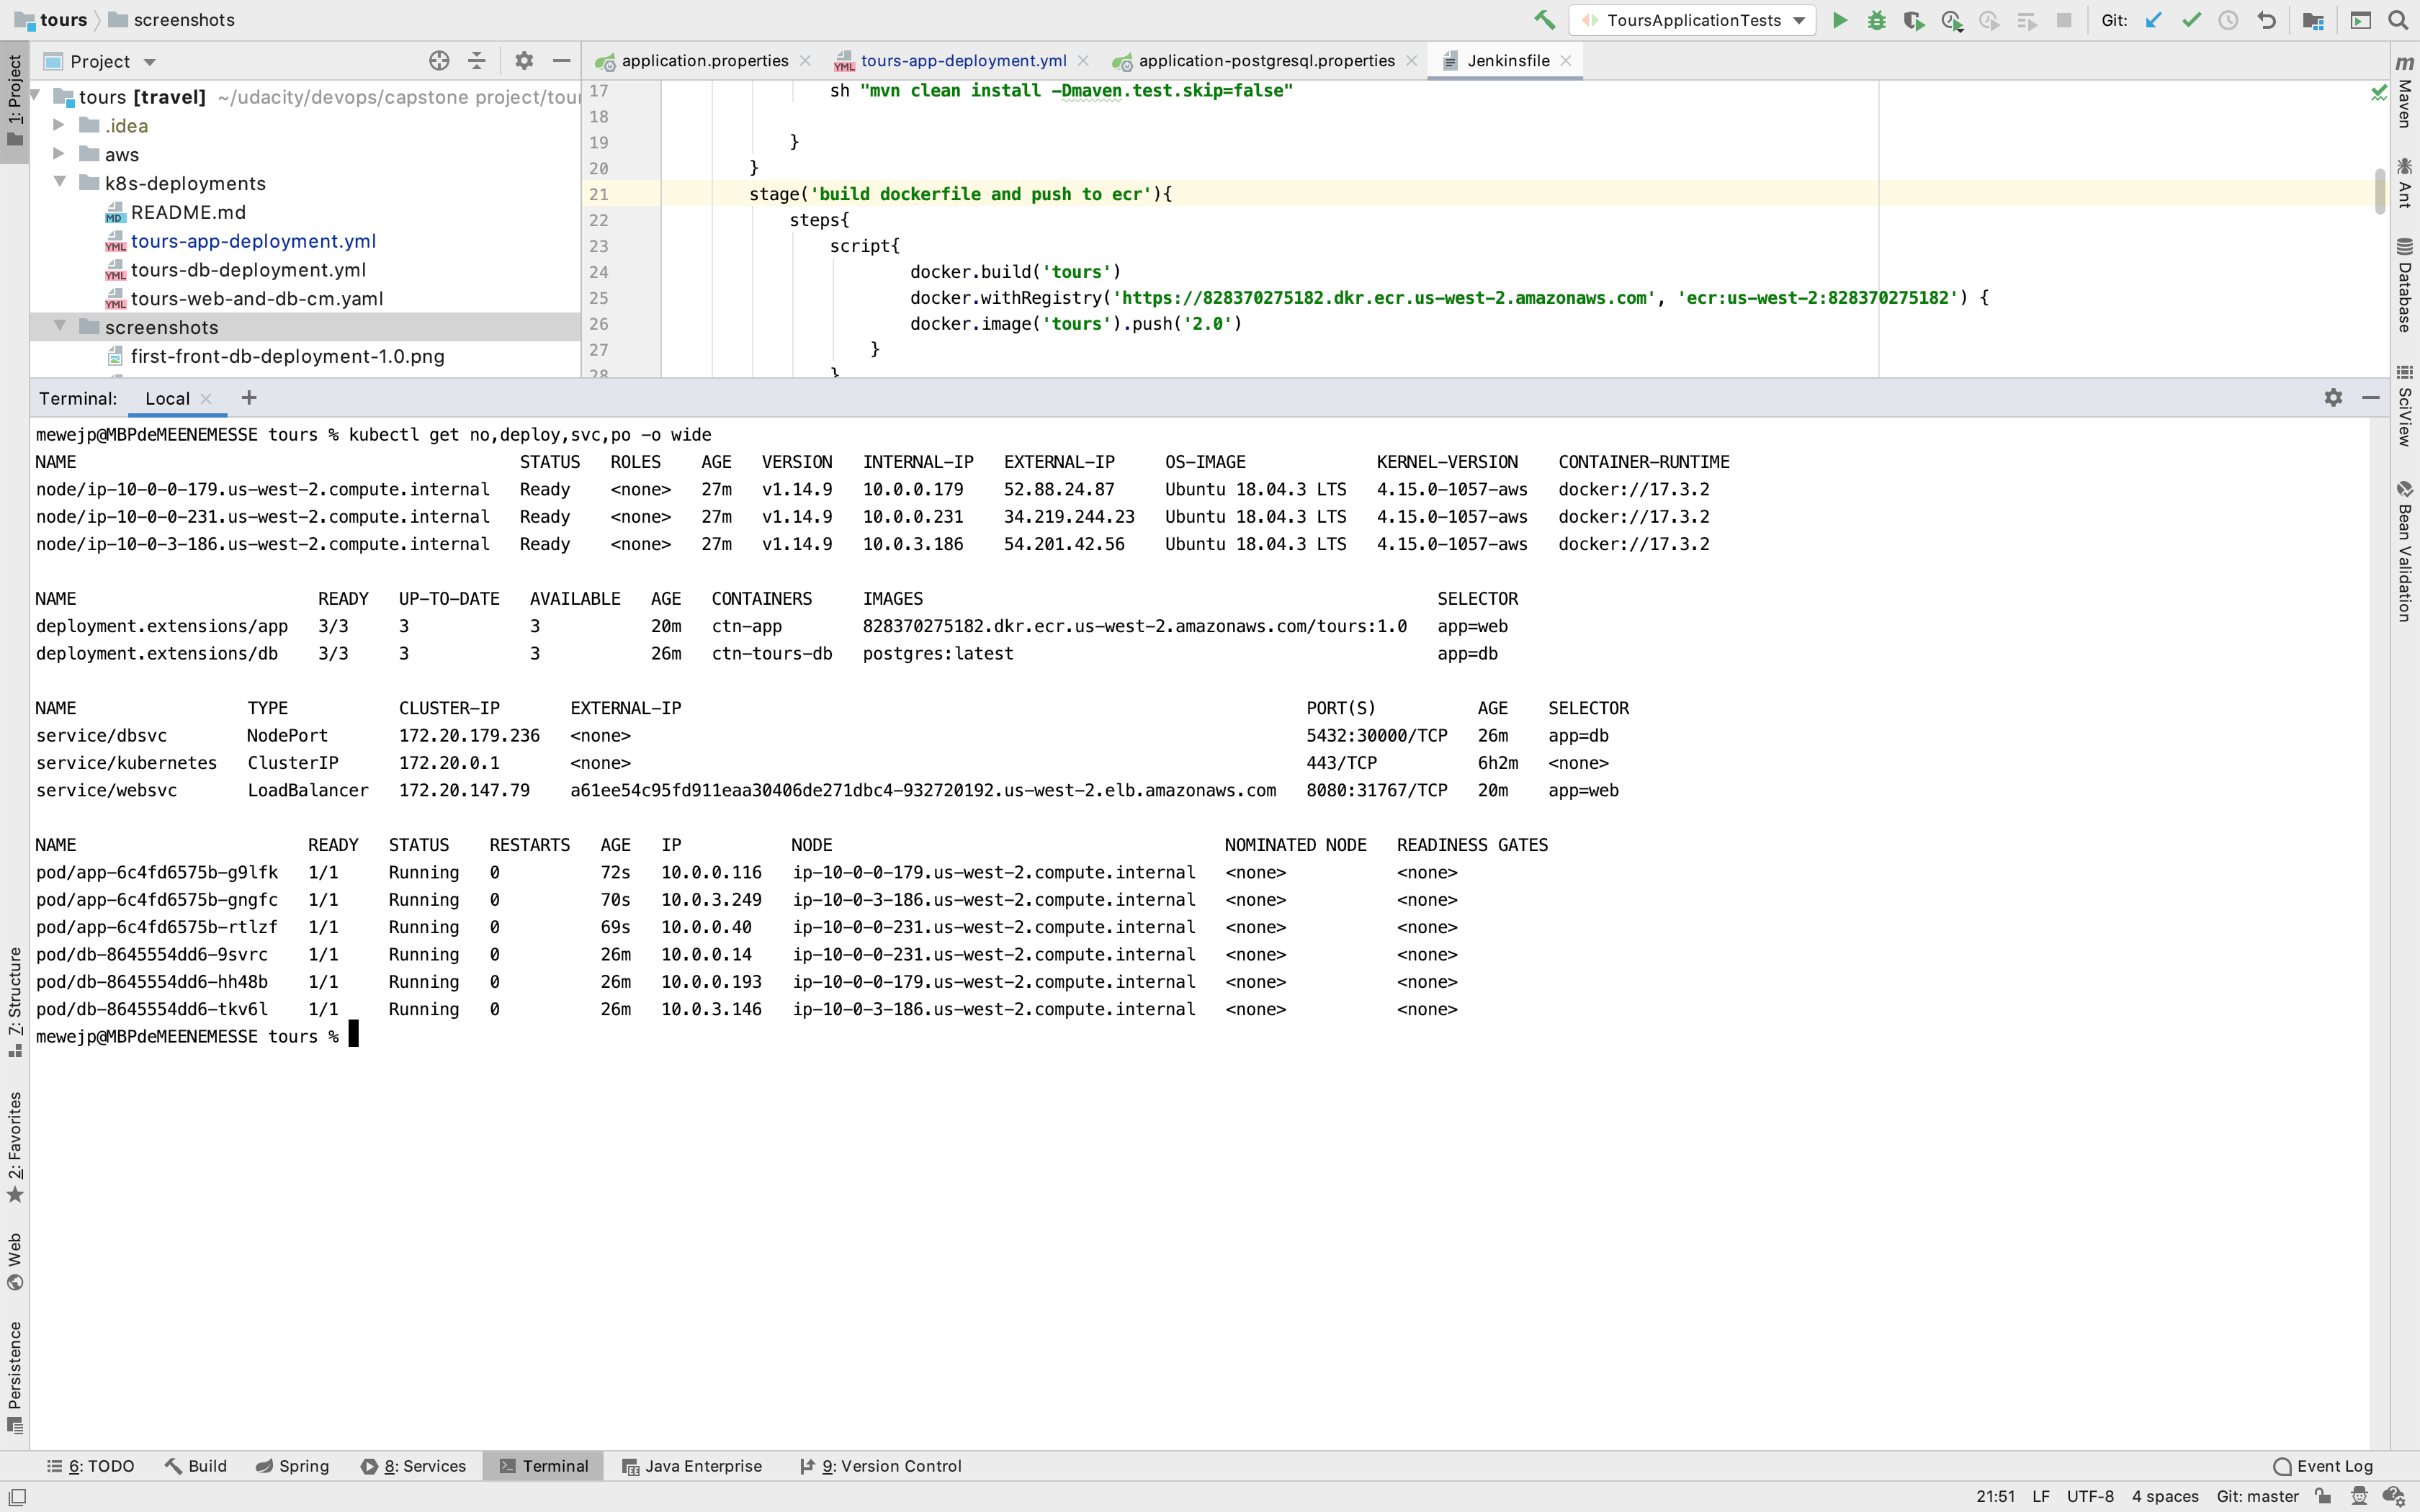 tours screenshots
ToursApplicationTests Git:
Project
application.properties tours-app-deployment.yml application-postgresql.properties Jenkinsfile
tours [travel] ~/udacity/devops/capstone project/tour
.idea
aws
k8s-deployments
README.md
tours-app-deployment.yml
tours-db-deployment.yml
tours-web-and-db-cm.yaml
screenshots
first-front-db-deployment-1.0.png
17 sh "mvn clean install -Dmaven.test.skip=false"
18
19 }
20 }
21 stage('build dockerfile and push to ecr'){
22 steps{
23 script{
24 docker.build('tours')
25 docker.withRegistry('https://828370275182.dkr.ecr.us-west-2.amazonaws.com', 'ecr:us-west-2:828370275182') {
26 docker.image('tours').push('2.0')
27 }
28 }
Terminal: Local
mewejp@MBPdeMEENEMESSE tours % kubectl get no,deploy,svc,po -o wide
NAME STATUS ROLES AGE VERSION INTERNAL-IP EXTERNAL-IP OS-IMAGE KERNEL-VERSION CONTAINER-RUNTIME
node/ip-10-0-0-179.us-west-2.compute.internal Ready <none> 27m v1.14.9 10.0.0.179 52.88.24.87 Ubuntu 18.04.3 LTS 4.15.0-1057-aws docker://17.3.2
node/ip-10-0-0-231.us-west-2.compute.internal Ready <none> 27m v1.14.9 10.0.0.231 34.219.244.23 Ubuntu 18.04.3 LTS 4.15.0-1057-aws docker://17.3.2
node/ip-10-0-3-186.us-west-2.compute.internal Ready <none> 27m v1.14.9 10.0.3.186 54.201.42.56 Ubuntu 18.04.3 LTS 4.15.0-1057-aws docker://17.3.2
NAME READY UP-TO-DATE AVAILABLE AGE CONTAINERS IMAGES SELECTOR
deployment.extensions/app 3/3 3 3 20m ctn-app 828370275182.dkr.ecr.us-west-2.amazonaws.com/tours:1.0 app=web
deployment.extensions/db 3/3 3 3 26m ctn-tours-db postgres:latest app=db
NAME TYPE CLUSTER-IP EXTERNAL-IP PORT(S) AGE SELECTOR
service/dbsvc NodePort 172.20.179.236 <none> 5432:30000/TCP 26m app=db
service/kubernetes ClusterIP 172.20.0.1 <none> 443/TCP 6h2m <none>
service/websvc LoadBalancer 172.20.147.79 a61ee54c95fd911eaa30406de271dbc4-932720192.us-west-2.elb.amazonaws.com 8080:31767/TCP 20m app=web
NAME READY STATUS RESTARTS AGE IP NODE NOMINATED NODE READINESS GATES
pod/app-6c4fd6575b-g9lfk 1/1 Running 0 72s 10.0.0.116 ip-10-0-0-179.us-west-2.compute.internal <none> <none>
pod/app-6c4fd6575b-gngfc 1/1 Running 0 70s 10.0.3.249 ip-10-0-3-186.us-west-2.compute.internal <none> <none>
pod/app-6c4fd6575b-rtlzf 1/1 Running 0 69s 10.0.0.40 ip-10-0-0-231.us-west-2.compute.internal <none> <none>
pod/db-8645554dd6-9svrc 1/1 Running 0 26m 10.0.0.14 ip-10-0-0-231.us-west-2.compute.internal <none> <none>
pod/db-8645554dd6-hh48b 1/1 Running 0 26m 10.0.0.193 ip-10-0-0-179.us-west-2.compute.internal <none> <none>
pod/db-8645554dd6-tkv6l 1/1 Running 0 26m 10.0.3.146 ip-10-0-3-186.us-west-2.compute.internal <none> <none>
mewejp@MBPdeMEENEMESSE tours %
1: Project
7: Structure
2: Favorites
Web
Persistence
m Maven
Ant
Database
SciView
Bean Validation
6: TODO Build Spring 8: Services Terminal Java Enterprise 9: Version Control Event Log
21:51 LF UTF-8 4 spaces Git: master